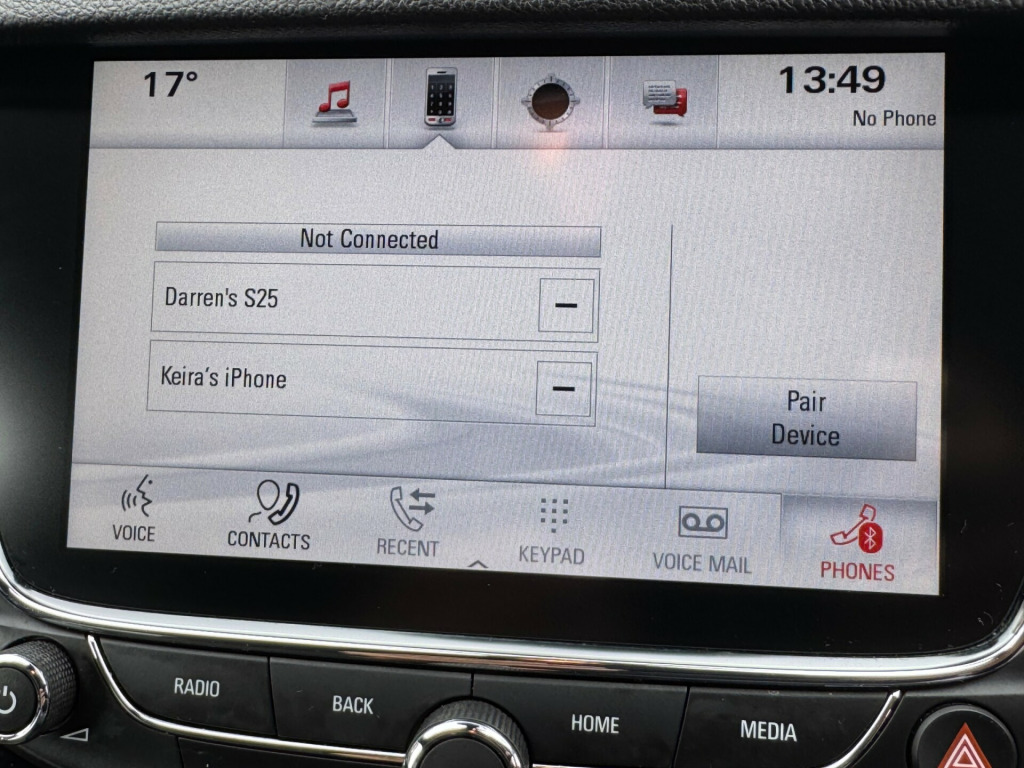 17°
13:49
No Phone
Not Connected
Darren's S25
Keira's iPhone
Pair
Device
VOICE
CONTACTS
RECENT
KEYPAD
VOICE MAIL
PHONES
RADIO
BACK
HOME
MEDIA